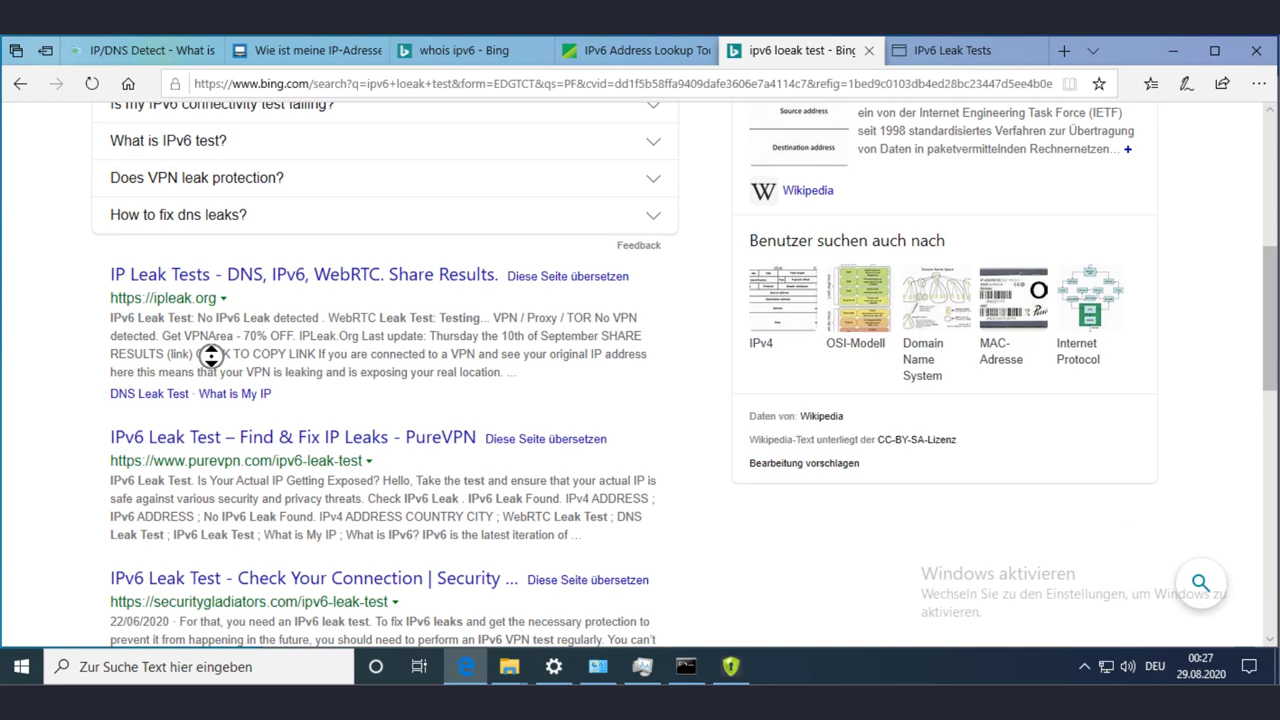 IP/DNS Detect - What is
Wie ist meine IP-Adresse
whois ipv6 - Bing
IPv6 Address Lookup Too
ipv6 loeak test - Bing
IPv6 Leak Tests
https://www.bing.com/search?q=ipv6+loeak+test&form=EDGTCT&qs=PF&cvid=dd1f5b58ffa9409dafe3606e7a4114c7&refig=1bed9c0103db4ed28bc23447d5ee4b0e
Is my IPv6 connectivity test failing?
What is IPv6 test?
Does VPN leak protection?
How to fix dns leaks?
Feedback
IP Leak Tests - DNS, IPv6, WebRTC. Share Results. Diese Seite übersetzen
https://ipleak.org
IPv6 Leak Test: No IPv6 Leak detected . WebRTC Leak Test: Testing... VPN / Proxy / TOR No VPN
detected. Get VPNArea - 70% OFF. IPLeak.Org Last update: Thursday the 10th of September SHARE
RESULTS (link) TO COPY LINK If you are connected to a VPN and see your original IP address
here this means that your VPN is leaking and is exposing your real location. ...
DNS Leak Test · What is My IP
IPv6 Leak Test – Find & Fix IP Leaks - PureVPN Diese Seite übersetzen
https://www.purevpn.com/ipv6-leak-test
IPv6 Leak Test. Is Your Actual IP Getting Exposed? Hello, Take the test and ensure that your actual IP is
safe against various security and privacy threats. Check IPv6 Leak . IPv6 Leak Found. IPv4 ADDRESS ;
IPv6 ADDRESS ; No IPv6 Leak Found. IPv4 ADDRESS COUNTRY CITY ; WebRTC Leak Test ; DNS
Leak Test ; IPv6 Leak Test ; What is My IP ; What is IPv6? IPv6 is the latest iteration of ...
IPv6 Leak Test - Check Your Connection | Security ... Diese Seite übersetzen
https://securitygladiators.com/ipv6-leak-test
22/06/2020 · For that, you need an IPv6 leak test. To fix IPv6 leaks and get the necessary protection to
prevent it from happening in the future, you should need to perform an IPv6 VPN test regularly. You can't
Source address
Destination address
ein von der Internet Engineering Task Force (IETF)
seit 1998 standardisiertes Verfahren zur Übertragung
von Daten in paketvermittelnden Rechnernetzen... +
W Wikipedia
Benutzer suchen auch nach
IPv4
OSI-Modell
Domain
Name
System
MAC-
Adresse
Internet
Protocol
Daten von: Wikipedia
Wikipedia-Text unterliegt der CC-BY-SA-Lizenz
Bearbeitung vorschlagen
Windows aktivieren
Wechseln Sie zu den Einstellungen, um Windows zu
aktivieren.
Zur Suche Text hier eingeben
DEU
00:27
29.08.2020